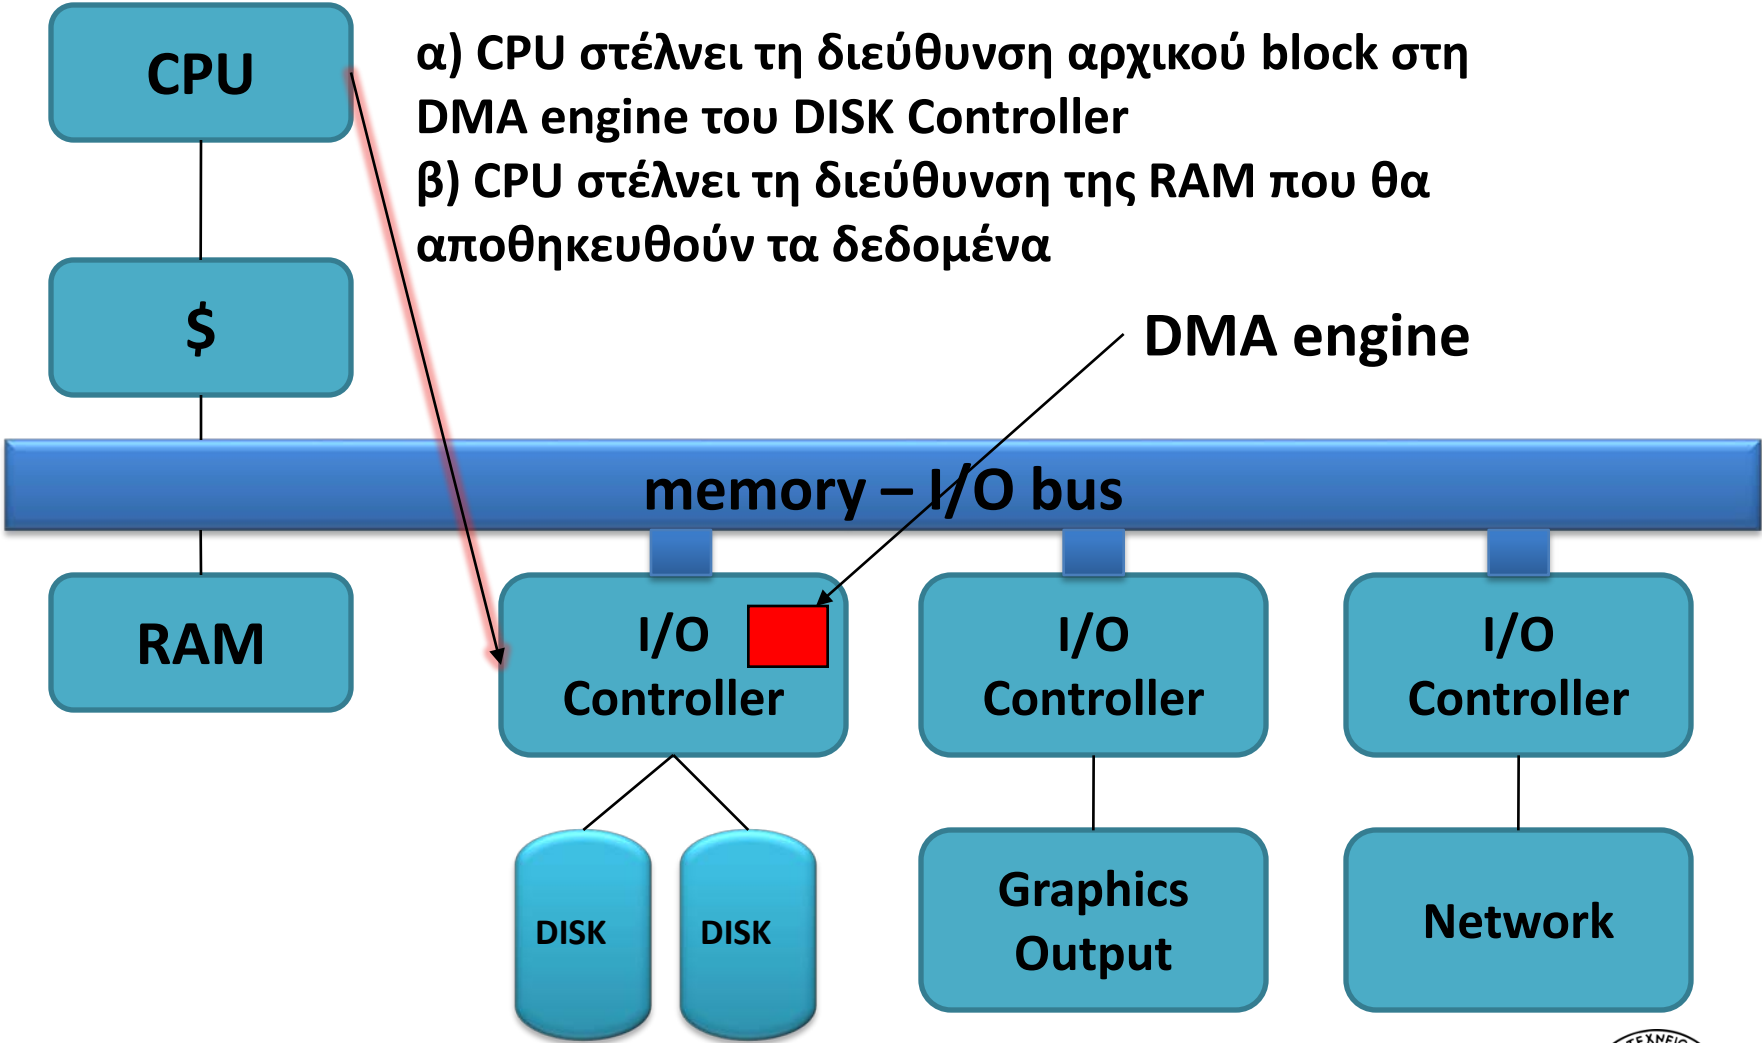 CPU
α) CPU στέλνει τη διεύθυνση αρχικού block στη
DMA engine του DISK Controller
β) CPU στέλνει τη διεύθυνση της RAM που θα
αποθηκευθούν τα δεδομένα
$
DMA engine
memory – I/O bus
RAM
I/O
Controller
I/O
Controller
I/O
Controller
DISK
DISK
Graphics
Output
Network